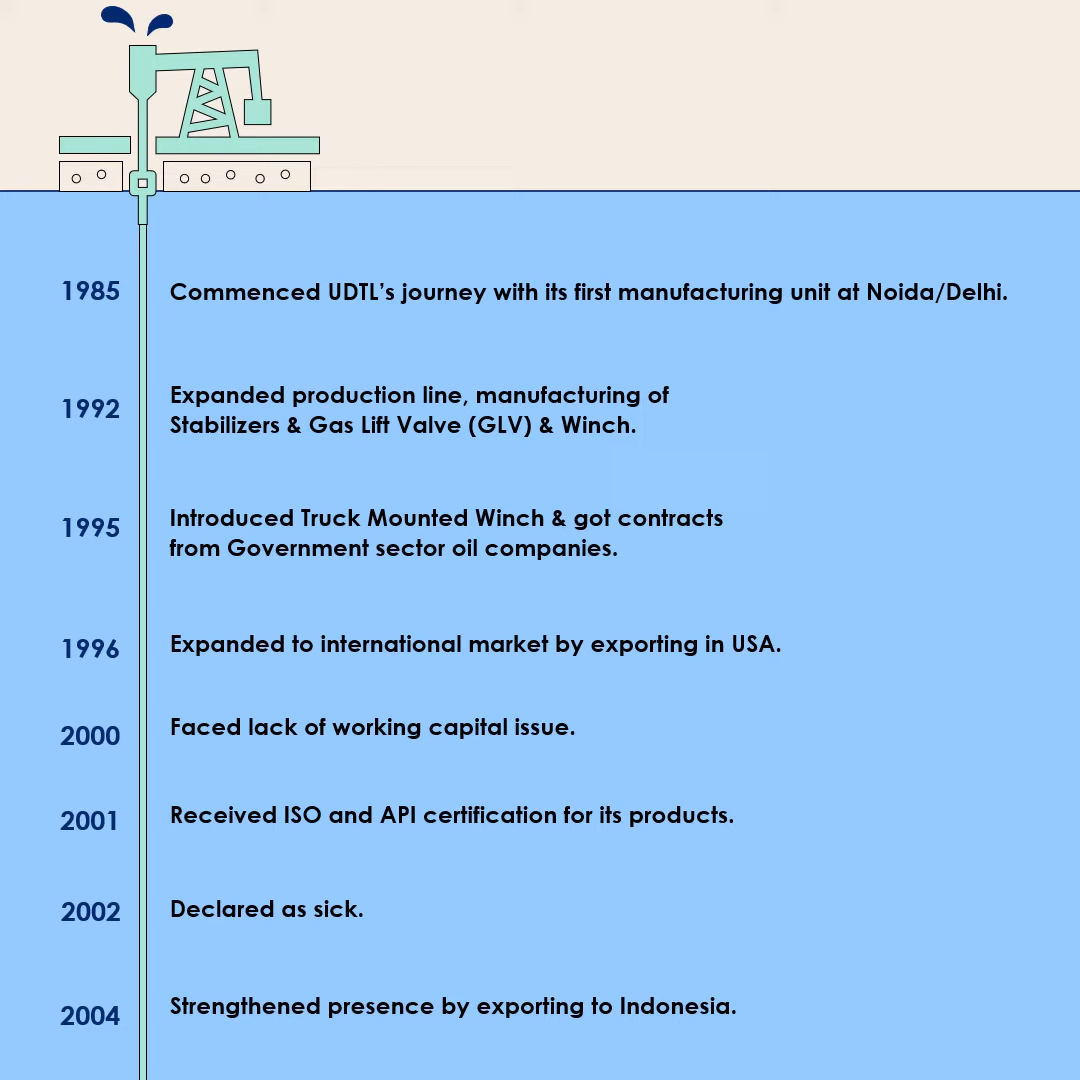 1985
Commenced UDTL’s journey with its first manufacturing unit at Noida/Delhi.
1992
Expanded production line, manufacturing of
Stabilizers & Gas Lift Valve (GLV) & Winch.
1995
Introduced Truck Mounted Winch & got contracts
from Government sector oil companies.
1996
Expanded to international market by exporting in USA.
2000
Faced lack of working capital issue.
2001
Received ISO and API certification for its products.
2002
Declared as sick.
2004
Strengthened presence by exporting to Indonesia.